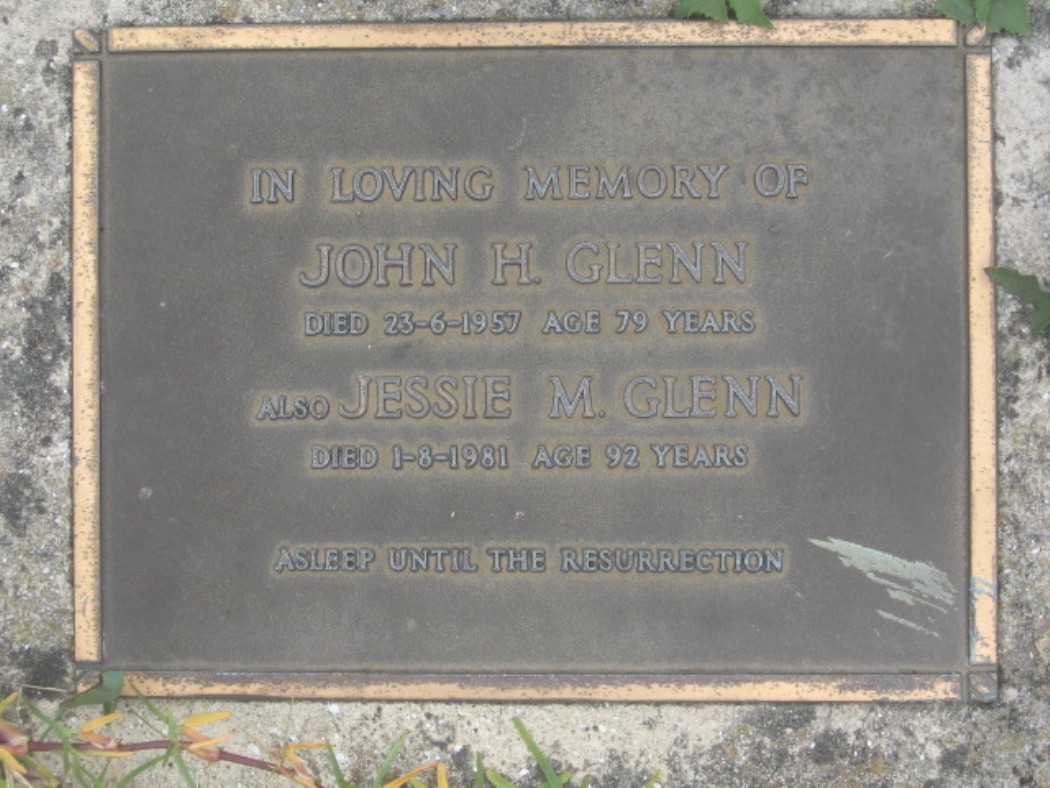 IN LOVING MEMORY OF
JOHN H. GLENN
DIED 23-6-1957 AGE 79 YEARS
ALSO JESSIE M. GLENN
DIED 1-8-1981 AGE 92 YEARS
ASLEEP UNTIL THE RESURRECTION